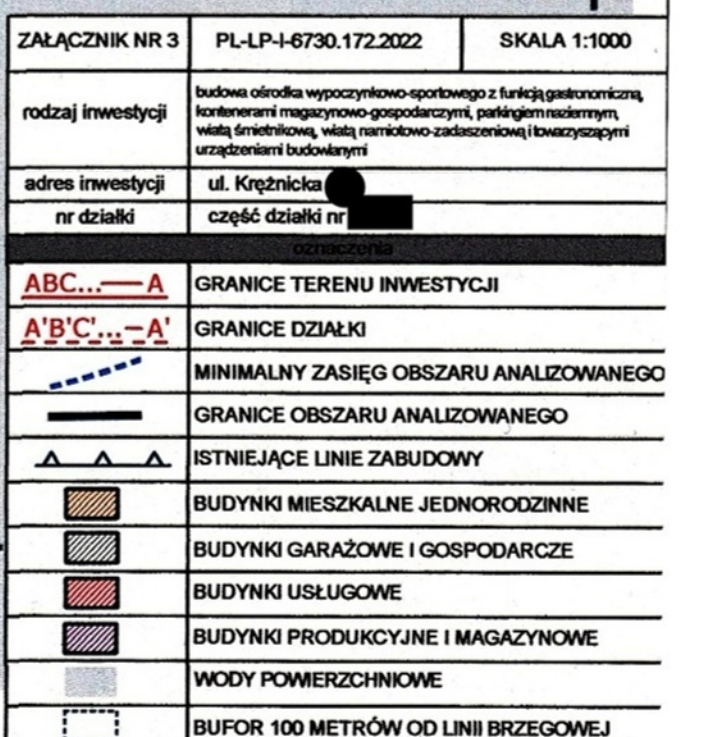 ZAŁĄCZNIK NR 3 PL-LP-I-6730.172.2022 SKALA 1:1000
rodzaj inwestycji
budowa ośrodka wypoczynkowo-sportowego z funkcją gastronomiczną,
kontenerami magazynowo-gospodarczymi, parkingiem naziemnym,
wiatą śmietnikową, wiatą namiotowo-zadaszeniową i towarzyszącymi
urządzeniami budowlanymi
adres inwestycji ul. Krężnicka
nr działki część działki nr
oznaczenia
ABC...—A GRANICE TERENU INWESTYCJI
A'B'C'...–A' GRANICE DZIAŁKI
MINIMALNY ZASIĘG OBSZARU ANALIZOWANEGO
GRANICE OBSZARU ANALIZOWANEGO
ISTNIEJĄCE LINIE ZABUDOWY
BUDYNKI MIESZKALNE JEDNORODZINNE
BUDYNKI GARAŻOWE I GOSPODARCZE
BUDYNKI USŁUGOWE
BUDYNKI PRODUKCYJNE I MAGAZYNOWE
WODY POWIERZCHNIOWE
BUFOR 100 METRÓW OD LINII BRZEGOWEJ